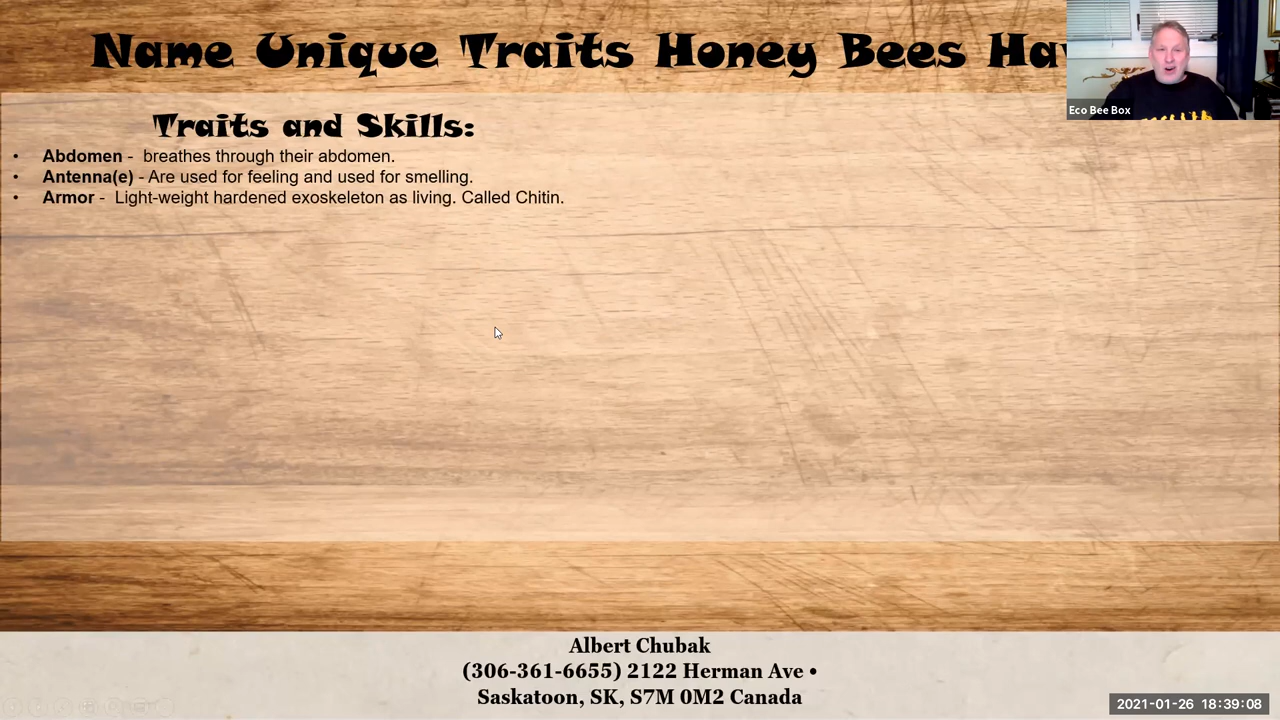 Name Unique Traits Honey Bees Ha
Eco Bee Box
Traits and Skills:
• Abdomen - breathes through their abdomen.
• Antenna(e) - Are used for feeling and used for smelling.
• Armor - Light-weight hardened exoskeleton as living. Called Chitin.
Albert Chubak
(306-361-6655) 2122 Herman Ave •
Saskatoon, SK, S7M 0M2 Canada
2021-01-26 18:39:08